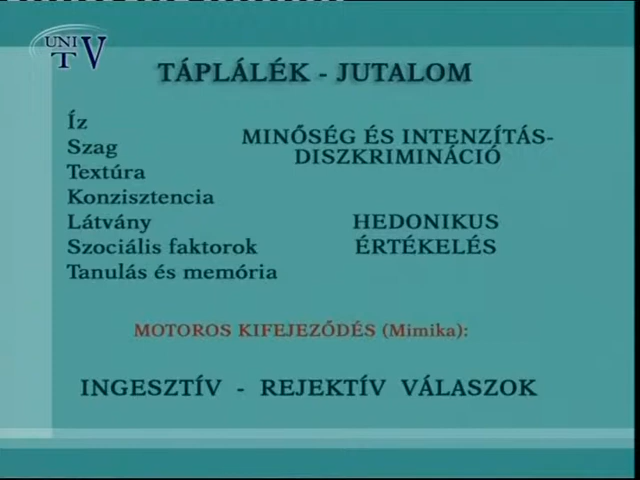 UNI
TV
TÁPLÁLÉK - JUTALOM
Íz
Szag
Textúra
Konzisztencia
Látvány
Szociális faktorok
Tanulás és memória
MINŐSÉG ÉS INTENZÍTÁS-
DISZKRIMINÁCIÓ
HEDONIKUS
ÉRTÉKELÉS
MOTOROS KIFEJEZŐDÉS (Mimika):
INGESZTÍV - REJEKTÍV VÁLASZOK